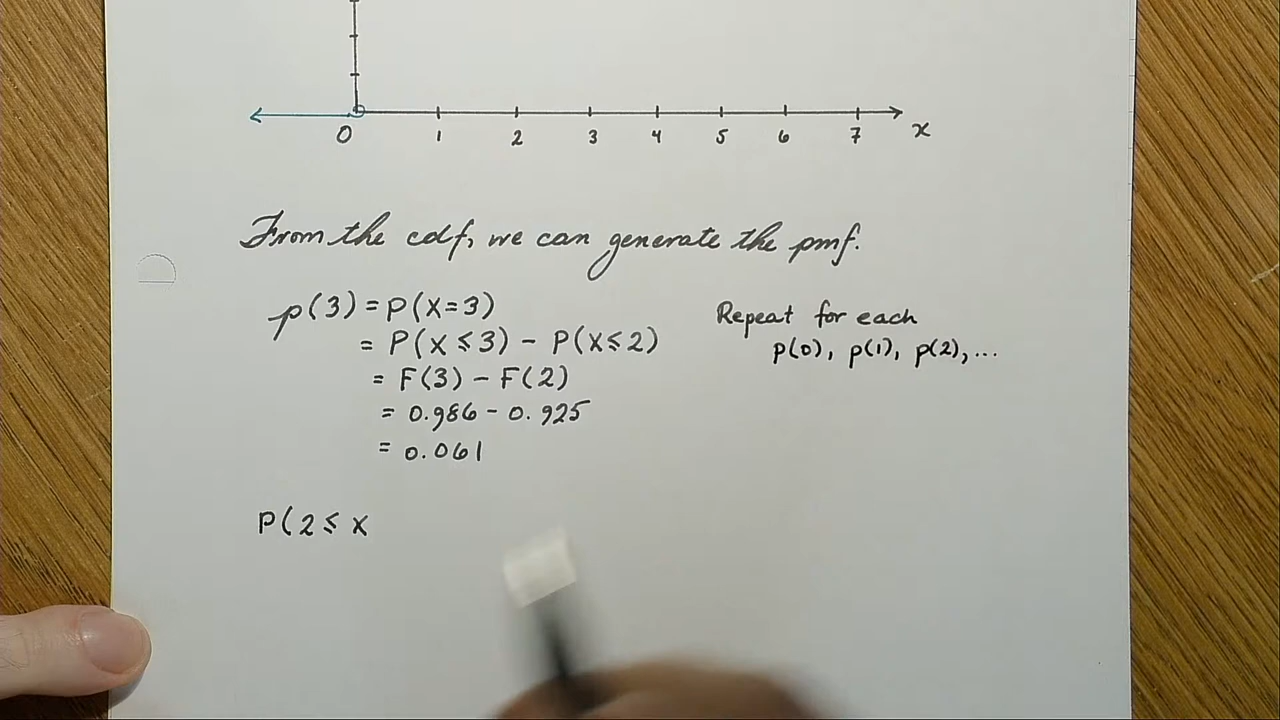 0 1 2 3 4 5 6 7 x
From the cdf, we can generate the pmf.
p(3) = P(X=3)
= P(X ≤ 3) - P(X ≤ 2)
= F(3) - F(2)
= 0.986 - 0.925
= 0.061
Repeat for each
p(0), p(1), p(2), ...
P(2 ≤ X